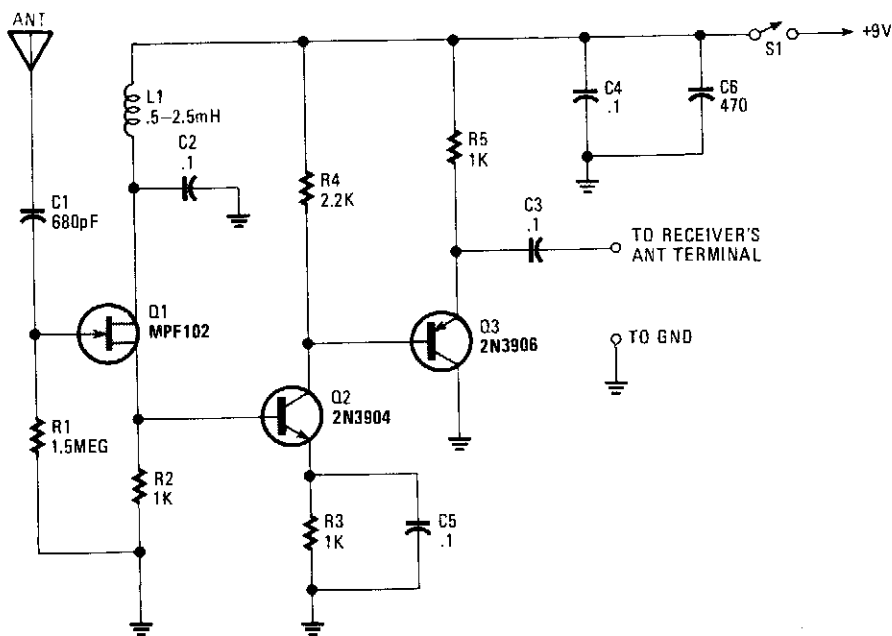 ANT
+9V
S1
L1
.5–2.5mH
C4
.1
C6
470
C2
.1
R5
1K
R4
2.2K
C1
680pF
C3
.1
TO RECEIVER'S
ANT TERMINAL
Q1
MPF102
Q3
2N3906
TO GND
Q2
2N3904
R1
1.5MEG
R2
1K
R3
1K
C5
.1